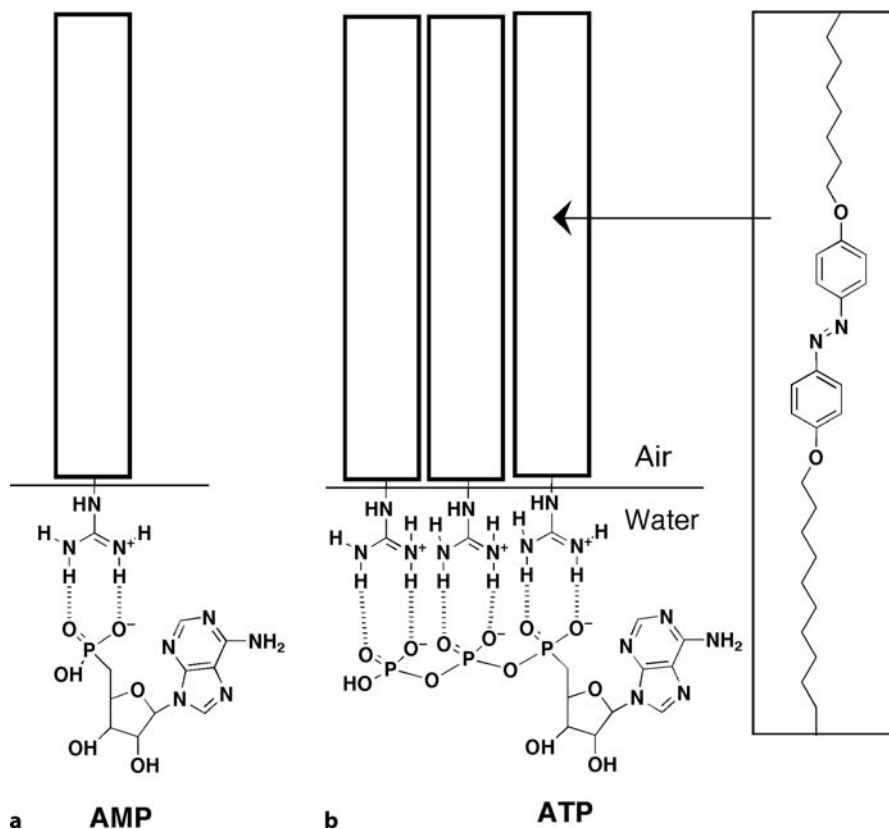 HN
H H
N N+
H H
O O−
P N
OH N NH2
O N N
OH
OH
a AMP
Air
Water
HN HN HN
H H H H H H
N N+ N N+ N N+
H H H H H H
O O− O O− O O−
P P P N
HO O O N NH2
O N N
OH
OH
b ATP
O
N
N
O